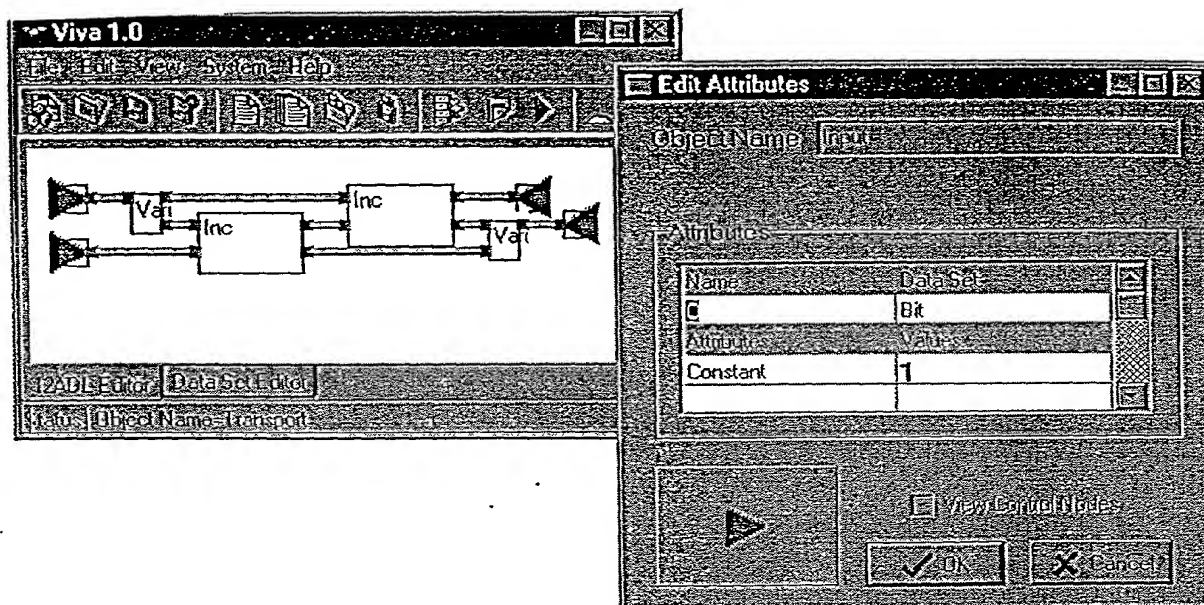 Viva 1.0
File Edit View System Help
Vari
Inc
Inc
Vari
I2ADL Editor Data Set Editor
Status Object Name=Transport
Edit Attributes
Object Name Input
Attributes
Name Data Set
C Bit
Attributes Values
Constant 1
View Control Nodes
OK Cancel